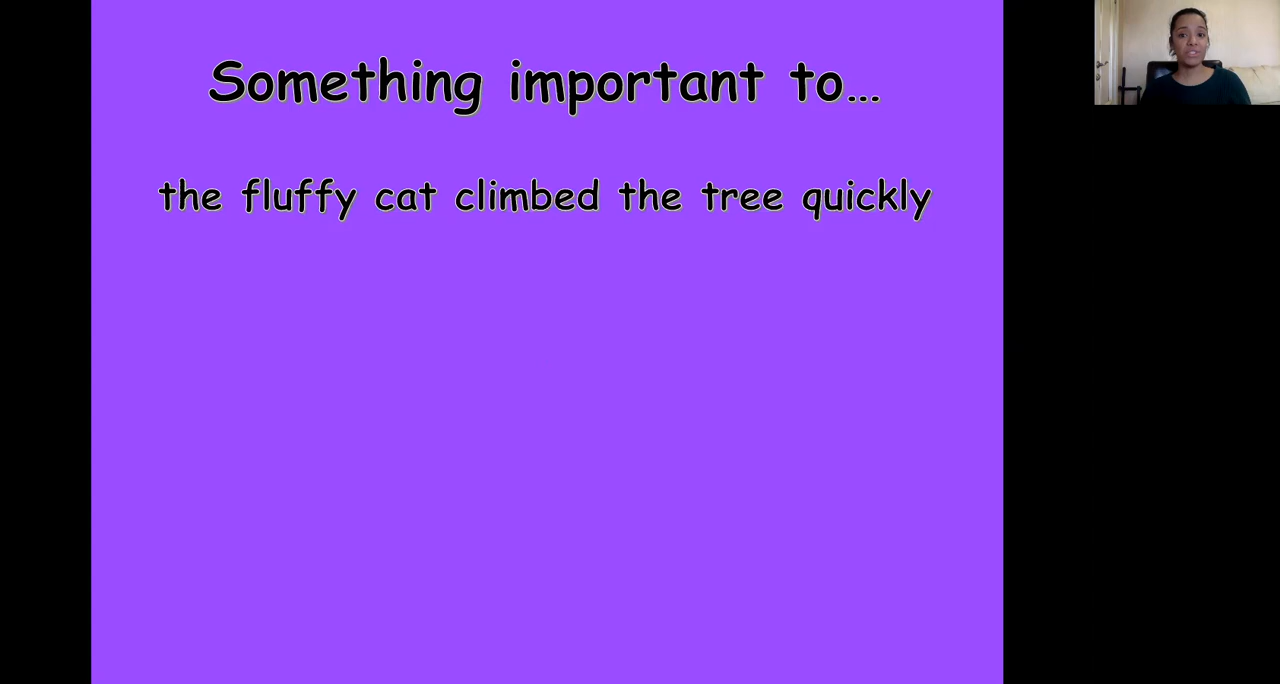 Something important to...
the fluffy cat climbed the tree quickly